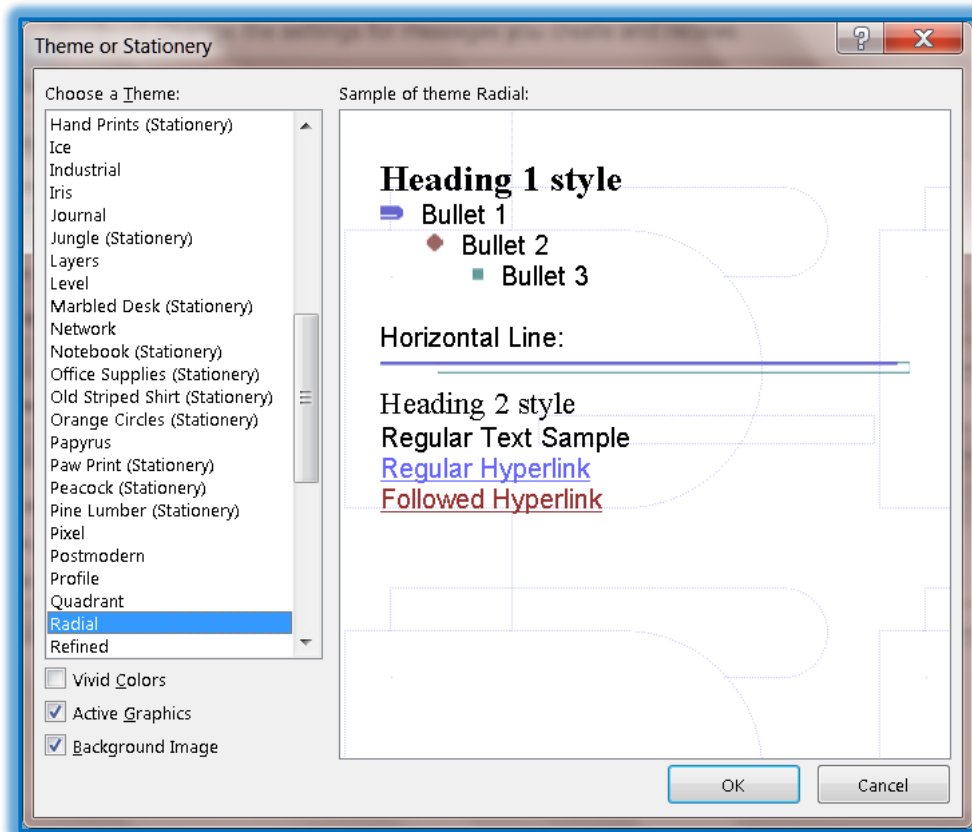 Theme or Stationery
Choose a Theme:
Hand Prints (Stationery)
Ice
Industrial
Iris
Journal
Jungle (Stationery)
Layers
Level
Marbled Desk (Stationery)
Network
Notebook (Stationery)
Office Supplies (Stationery)
Old Striped Shirt (Stationery)
Orange Circles (Stationery)
Papyrus
Paw Print (Stationery)
Peacock (Stationery)
Pine Lumber (Stationery)
Pixel
Postmodern
Profile
Quadrant
Radial
Refined
Vivid Colors
Active Graphics
Background Image
Sample of theme Radial:
Heading 1 style
Bullet 1
Bullet 2
Bullet 3
Horizontal Line:
Heading 2 style
Regular Text Sample
Regular Hyperlink
Followed Hyperlink
OK
Cancel